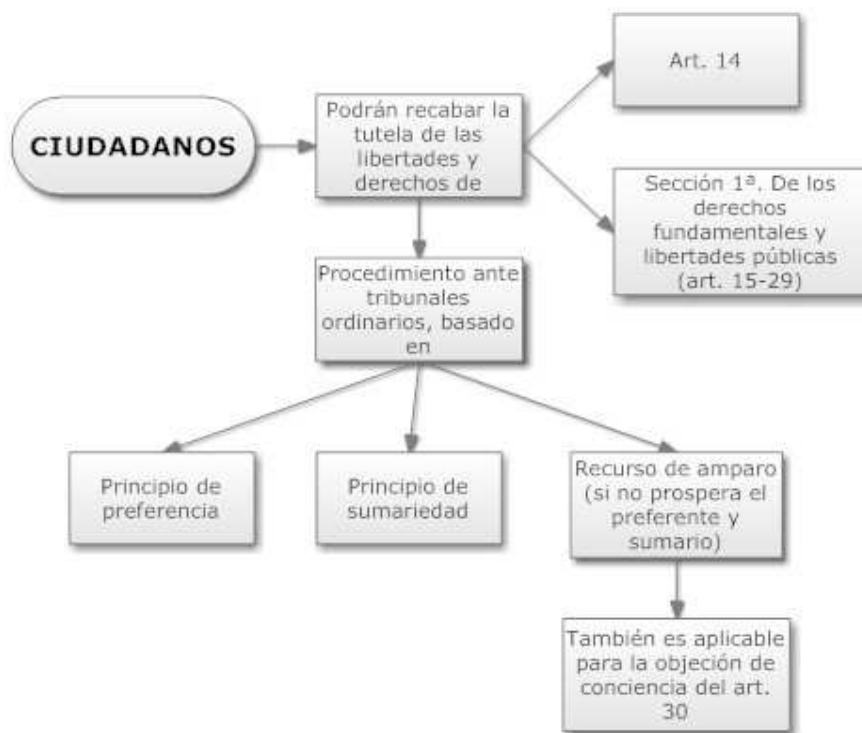 CIUDADANOS
Podrán recabar la
tutela de las
libertades y
derechos de
Art. 14
Sección 1ª. De los
derechos
fundamentales y
libertades públicas
(art. 15-29)
Procedimiento ante
tribunales
ordinarios, basado
en
Principio de
preferencia
Principio de
sumariedad
Recurso de amparo
(si no prospera el
preferente y
sumario)
También es aplicable
para la objeción de
conciencia del art.
30